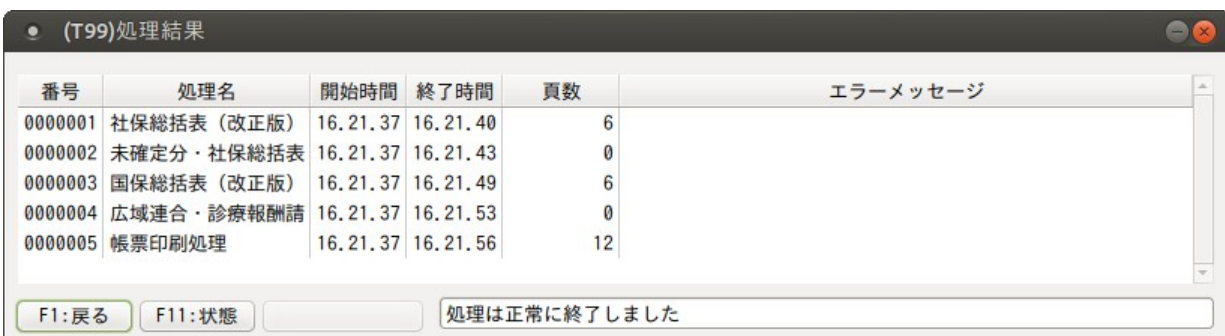 (T99)処理結果
番号 処理名 開始時間 終了時間 頁数 エラーメッセージ
0000001 社保総括表（改正版） 16.21.37 16.21.40 6
0000002 未確定分・社保総括表 16.21.37 16.21.43 0
0000003 国保総括表（改正版） 16.21.37 16.21.49 6
0000004 広域連合・診療報酬請 16.21.37 16.21.53 0
0000005 帳票印刷処理 16.21.37 16.21.56 12
F1:戻る F11:状態 処理は正常に終了しました